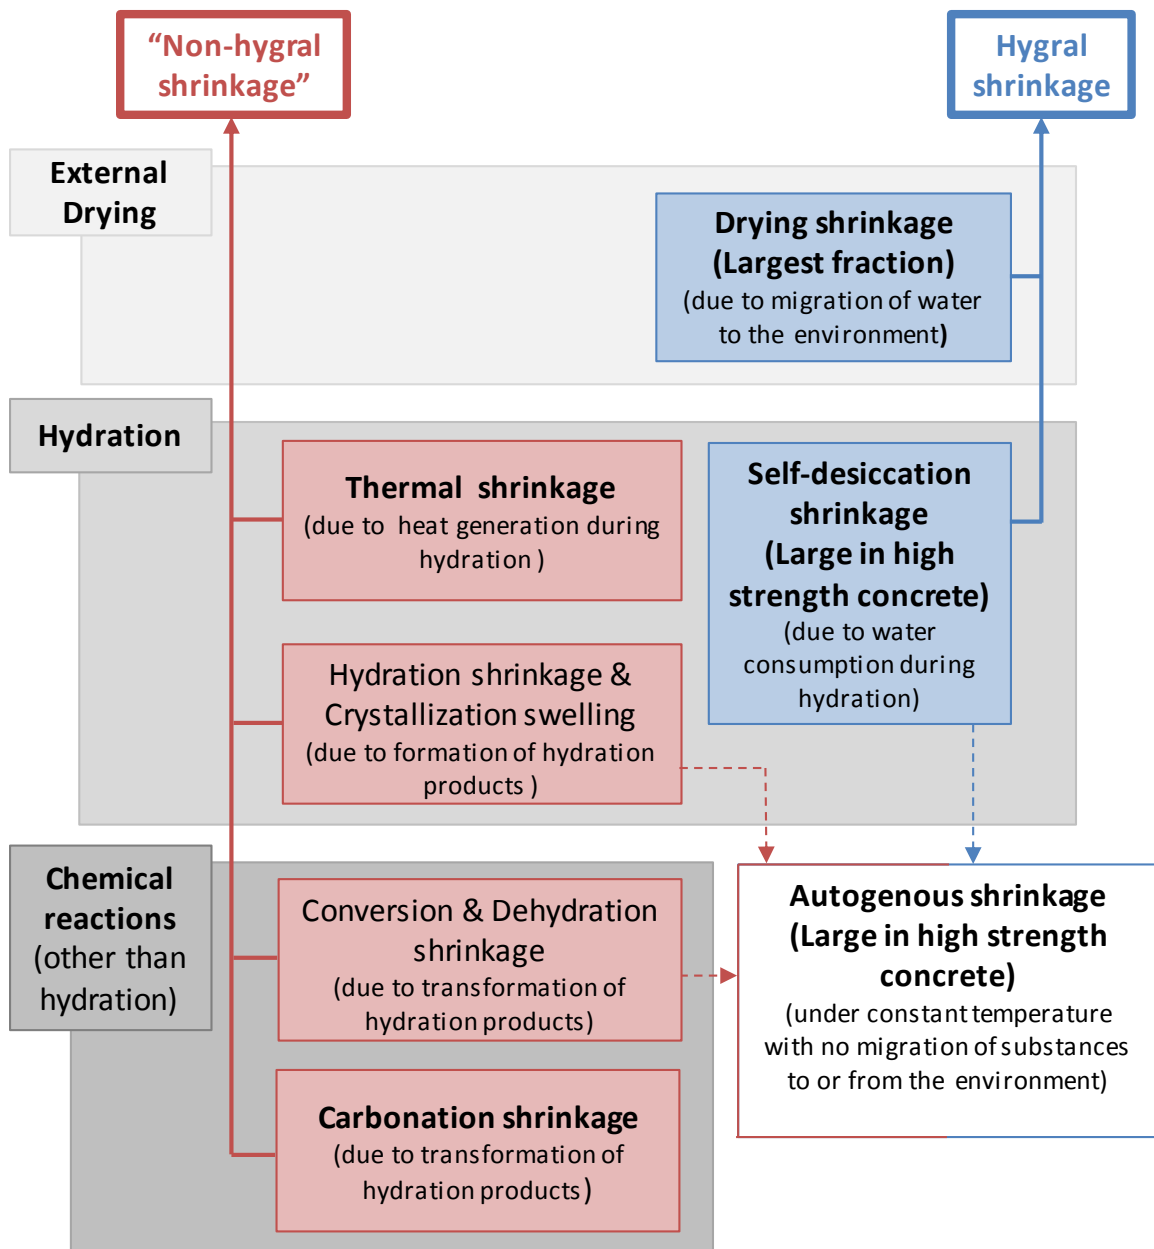 “Non-hygral
shrinkage”
Hygral
shrinkage
External
Drying
Drying shrinkage
(Largest fraction)
(due to migration of water
to the environment)
Hydration
Thermal shrinkage
(due to heat generation during
hydration )
Self-desiccation
shrinkage
(Large in high
strength concrete)
(due to water
consumption during
hydration)
Hydration shrinkage &
Crystallization swelling
(due to formation of hydration
products )
Chemical
reactions
(other than
hydration)
Conversion & Dehydration
shrinkage
(due to transformation of
hydration products)
Autogenous shrinkage
(Large in high strength
concrete)
(under constant temperature
with no migration of substances
to or from the environment)
Carbonation shrinkage
(due to transformation of
hydration products)